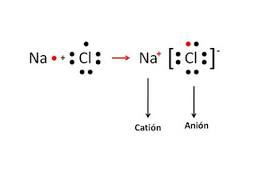 Na • + Cl → Na⁺ [ Cl ]⁻
Catión Anión